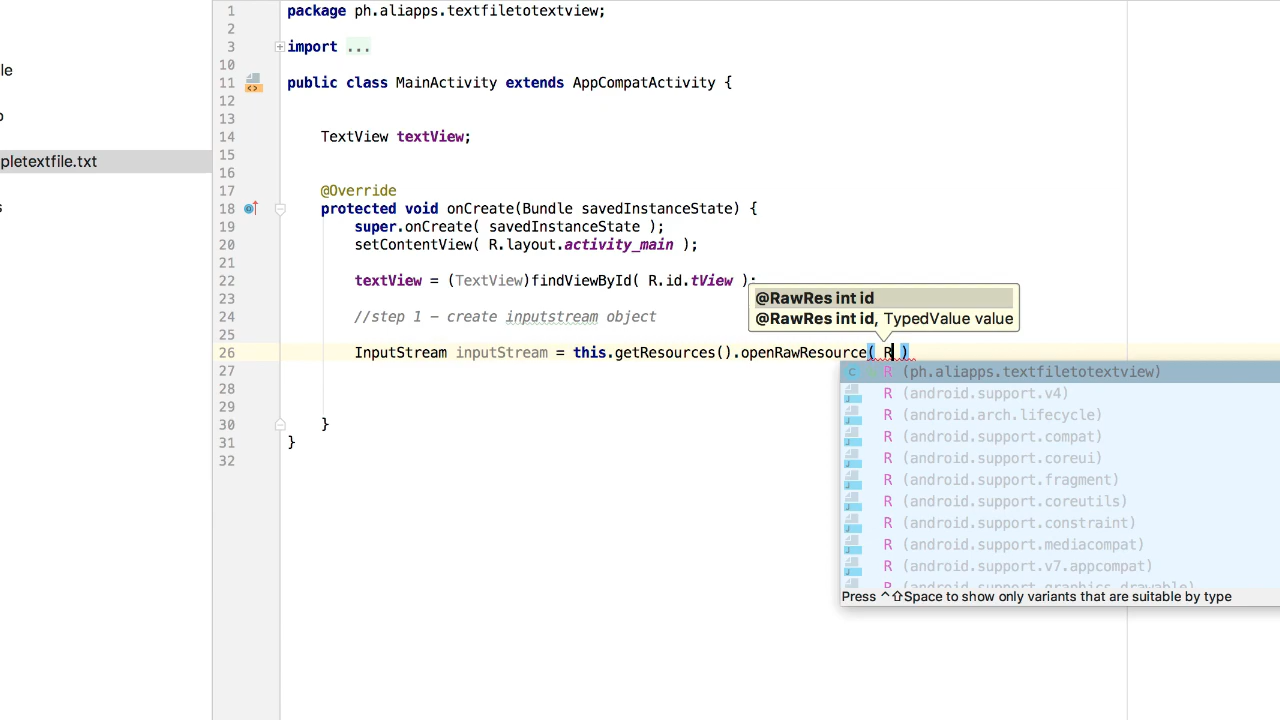 1 package ph.aliapps.textfiletotextview;
2
3 import ...
10
11 public class MainActivity extends AppCompatActivity {
12
13
14 TextView textView;
15
16
17 @Override
18 protected void onCreate(Bundle savedInstanceState) {
19 super.onCreate( savedInstanceState );
20 setContentView( R.layout.activity_main );
21
22 textView = (TextView)findViewById( R.id.tView );
23
24 //step 1 - create inputstream object
25
26 InputStream inputStream = this.getResources().openRawResource( R )
27
28
29
30 }
31 }
32
le
pletextfile.txt
s
@RawRes int id
@RawRes int id, TypedValue value
R (ph.aliapps.textfiletotextview)
R (android.support.v4)
R (android.arch.lifecycle)
R (android.support.compat)
R (android.support.coreui)
R (android.support.fragment)
R (android.support.coreutils)
R (android.support.constraint)
R (android.support.mediacompat)
R (android.support.v7.appcompat)
R (android.support.graphics.drawable)
Press ^⇧Space to show only variants that are suitable by type